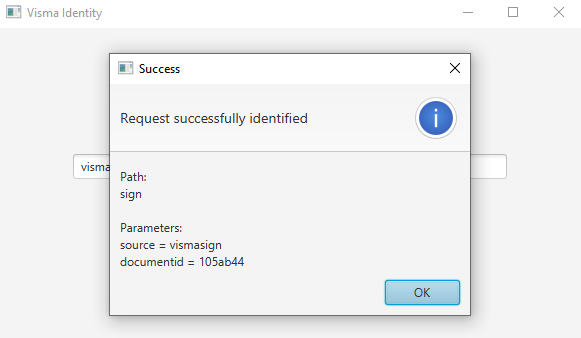 Visma Identity
Success
Request successfully identified
visma
Path:
sign
Parameters:
source = vismasign
documentid = 105ab44
OK